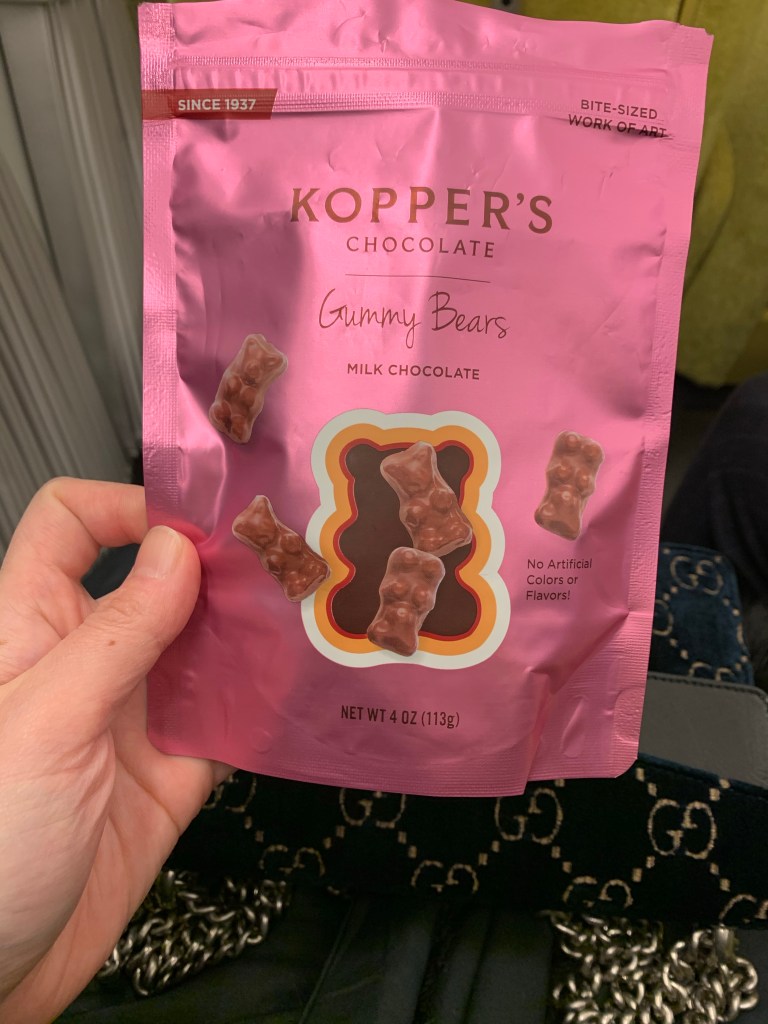 SINCE 1937
BITE-SIZED
WORK OF ART
KOPPER'S
CHOCOLATE
Gummy Bears
MILK CHOCOLATE
No Artificial
Colors or
Flavors!
NET WT 4 OZ (113g)